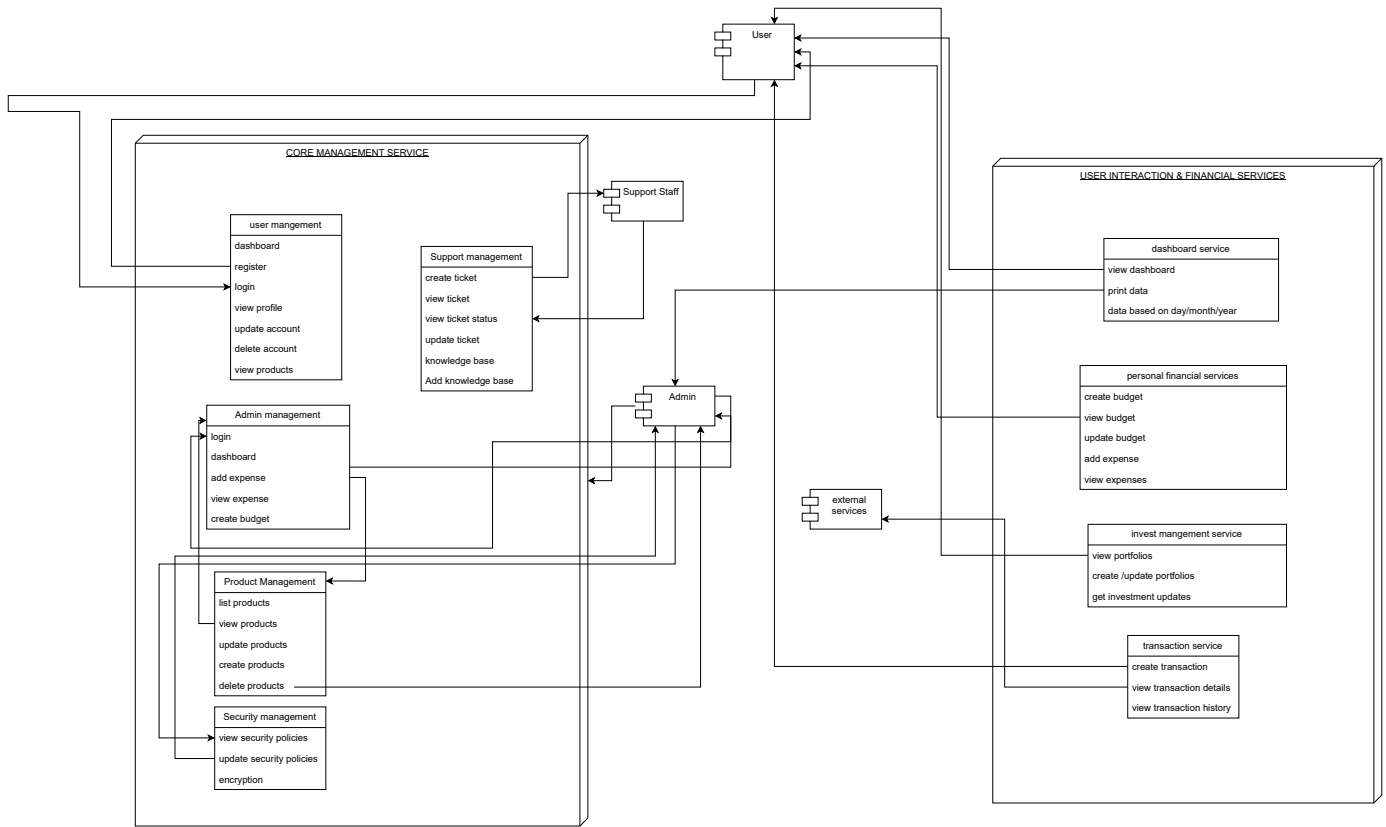 User
CORE MANAGEMENT SERVICE
user mangement
dashboard
register
login
view profile
update account
delete account
view products
Support management
create ticket
view ticket
view ticket status
update ticket
knowledge base
Add knowledge base
Support Staff
Admin management
login
dashboard
add expense
view expense
create budget
Admin
Product Management
list products
view products
update products
create products
delete products
Security management
view security policies
update security policies
encryption
external
services
USER INTERACTION & FINANCIAL SERVICES
dashboard service
view dashboard
print data
data based on day/month/year
personal financial services
create budget
view budget
update budget
add expense
view expenses
invest mangement service
view portfolios
create /update portfolios
get investment updates
transaction service
create transaction
view transaction details
view transaction history